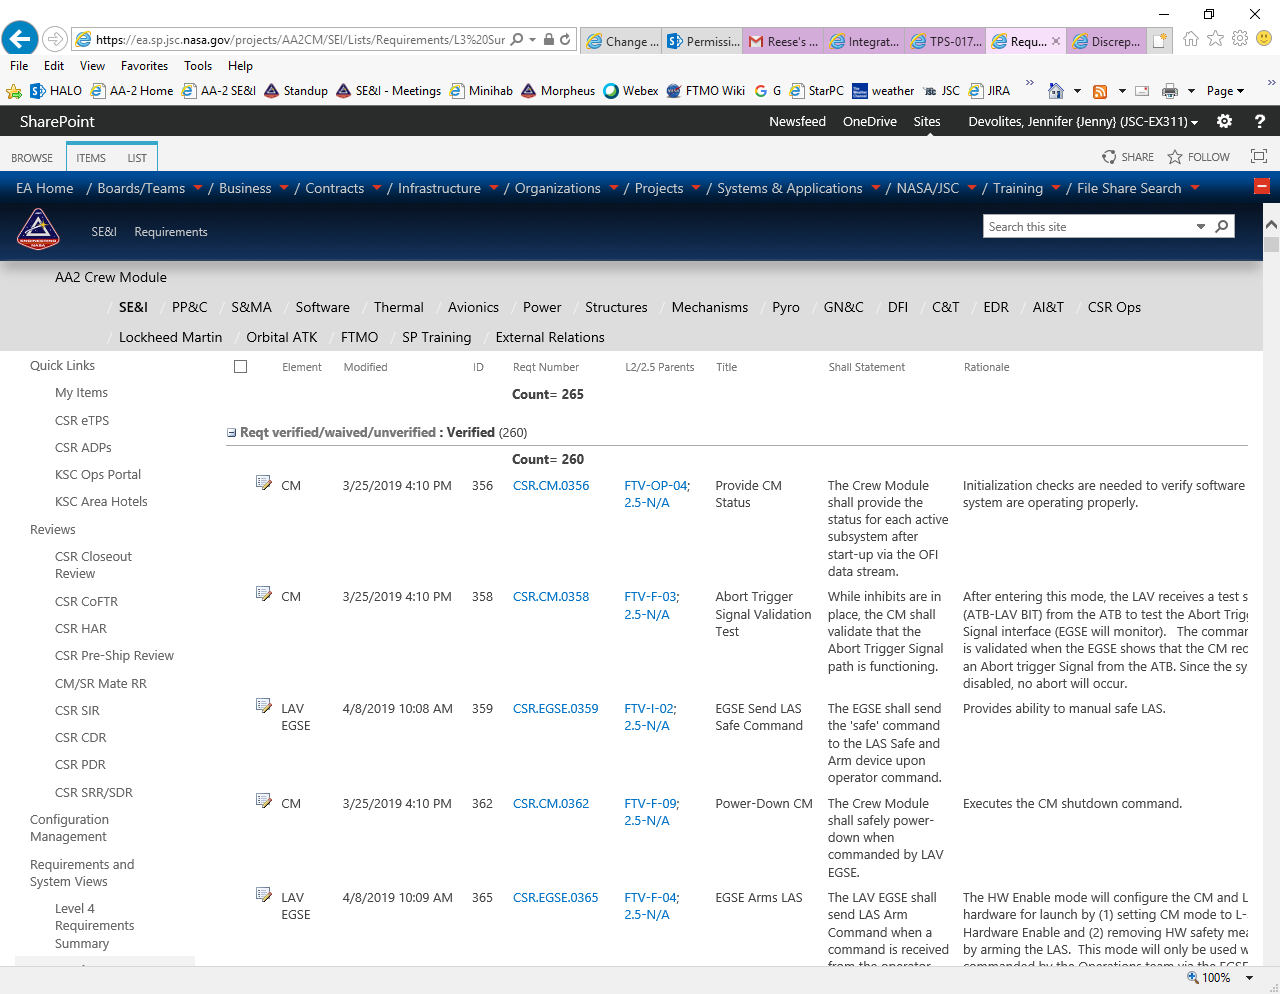 https://ea.sp.jsc.nasa.gov/projects/AA2CM/SEI/Lists/Requirements/L3%20Sur
Change ...
Permissi...
Reese's ...
Integrat...
TPS-017...
Requ...
Discrep...
File Edit View Favorites Tools Help
HALO AA-2 Home AA-2 SE&I Standup SE&I - Meetings Minihab Morpheus Webex FTMO Wiki G StarPC weather JSC JIRA Page
SharePoint
Newsfeed OneDrive Sites Devolites, Jennifer {Jenny} (JSC-EX311)
BROWSE ITEMS LIST
SHARE FOLLOW
EA Home / Boards/Teams / Business / Contracts / Infrastructure / Organizations / Projects / Systems & Applications / NASA/JSC / Training / File Share Search
SE&I Requirements
Search this site
AA2 Crew Module
/ SE&I / PP&C / S&MA / Software / Thermal / Avionics / Power / Structures / Mechanisms / Pyro / GN&C / DFI / C&T / EDR / AI&T / CSR Ops
/ Lockheed Martin / Orbital ATK / FTMO / SP Training / External Relations
Quick Links
My Items
CSR eTPS
CSR ADPs
KSC Ops Portal
KSC Area Hotels
Reviews
CSR Closeout
Review
CSR CoFTR
CSR HAR
CSR Pre-Ship Review
CM/SR Mate RR
CSR SIR
CSR CDR
CSR PDR
CSR SRR/SDR
Configuration
Management
Requirements and
System Views
Level 4
Requirements
Summary
Element Modified ID Reqt Number L2/2.5 Parents Title Shall Statement Rationale
Count= 265
Reqt verified/waived/unverified : Verified (260)
Count= 260
CM 3/25/2019 4:10 PM 356 CSR.CM.0356
FTV-OP-04;
2.5-N/A
Provide CM
Status
The Crew Module
shall provide the
status for each active
subsystem after
start-up via the OFI
data stream.
Initialization checks are needed to verify software
system are operating properly.
CM 3/25/2019 4:10 PM 358 CSR.CM.0358
FTV-F-03;
2.5-N/A
Abort Trigger
Signal Validation
Test
While inhibits are in
place, the CM shall
validate that the
Abort Trigger Signal
path is functioning.
After entering this mode, the LAV receives a test s
(ATB-LAV BIT) from the ATB to test the Abort Trig
Signal interface (EGSE will monitor). The commar
is validated when the EGSE shows that the CM rec
an Abort trigger Signal from the ATB. Since the sy
disabled, no abort will occur.
LAV
EGSE
4/8/2019 10:08 AM 359 CSR.EGSE.0359
FTV-I-02;
2.5-N/A
EGSE Send LAS
Safe Command
The EGSE shall send
the 'safe' command
to the LAS Safe and
Arm device upon
operator command.
Provides ability to manual safe LAS.
CM 3/25/2019 4:10 PM 362 CSR.CM.0362
FTV-F-09;
2.5-N/A
Power-Down CM
The Crew Module
shall safely power-
down when
commanded by LAV
EGSE.
Executes the CM shutdown command.
LAV
EGSE
4/8/2019 10:09 AM 365 CSR.EGSE.0365
FTV-F-04;
2.5-N/A
EGSE Arms LAS
The LAV EGSE shall
send LAS Arm
Command when a
command is received
from the operator
The HW Enable mode will configure the CM and L
hardware for launch by (1) setting CM mode to L-
Hardware Enable and (2) removing HW safety mea
by arming the LAS. This mode will only be used w
commanded by the Operations team via the EGSE
100%